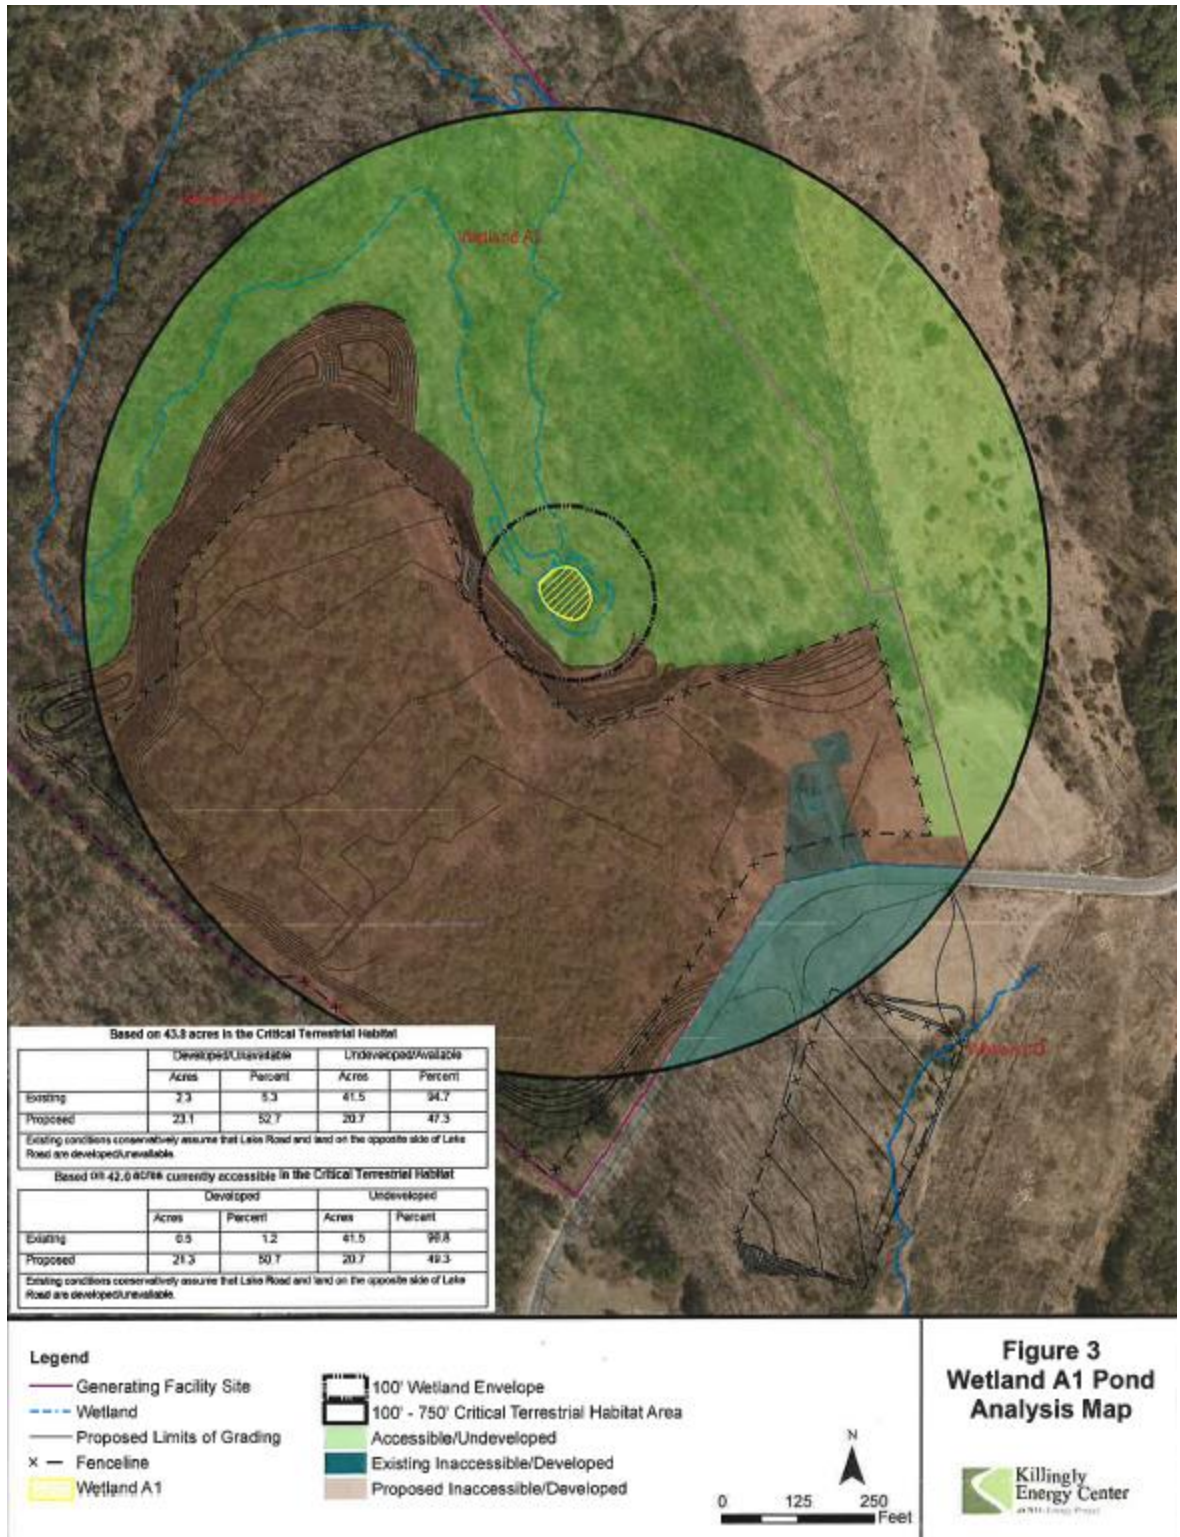 Wetland A1
Based on 43.8 acres in the Critical Terrestrial Habitat
Developed/Unavailable Undeveloped/Available
Acres Percent Acres Percent
Existing 2.3 5.3 41.5 94.7
Proposed 23.1 52.7 20.7 47.3
Existing conditions conservatively assume that Lake Road and land on the opposite side of Lake
Road are developed/unavailable.
Based on 42.0 acres currently accessible in the Critical Terrestrial Habitat
Developed Undeveloped
Acres Percent Acres Percent
Existing 0.5 1.2 41.5 98.8
Proposed 21.3 50.7 20.7 49.3
Existing conditions conservatively assume that Lake Road and land on the opposite side of Lake
Road are developed/unavailable.
Legend
Generating Facility Site
Wetland
Proposed Limits of Grading
Fenceline
Wetland A1
100' Wetland Envelope
100' - 750' Critical Terrestrial Habitat Area
Accessible/Undeveloped
Existing Inaccessible/Developed
Proposed Inaccessible/Developed
N
0 125 250
Feet
Figure 3
Wetland A1 Pond
Analysis Map
Killingly
Energy Center